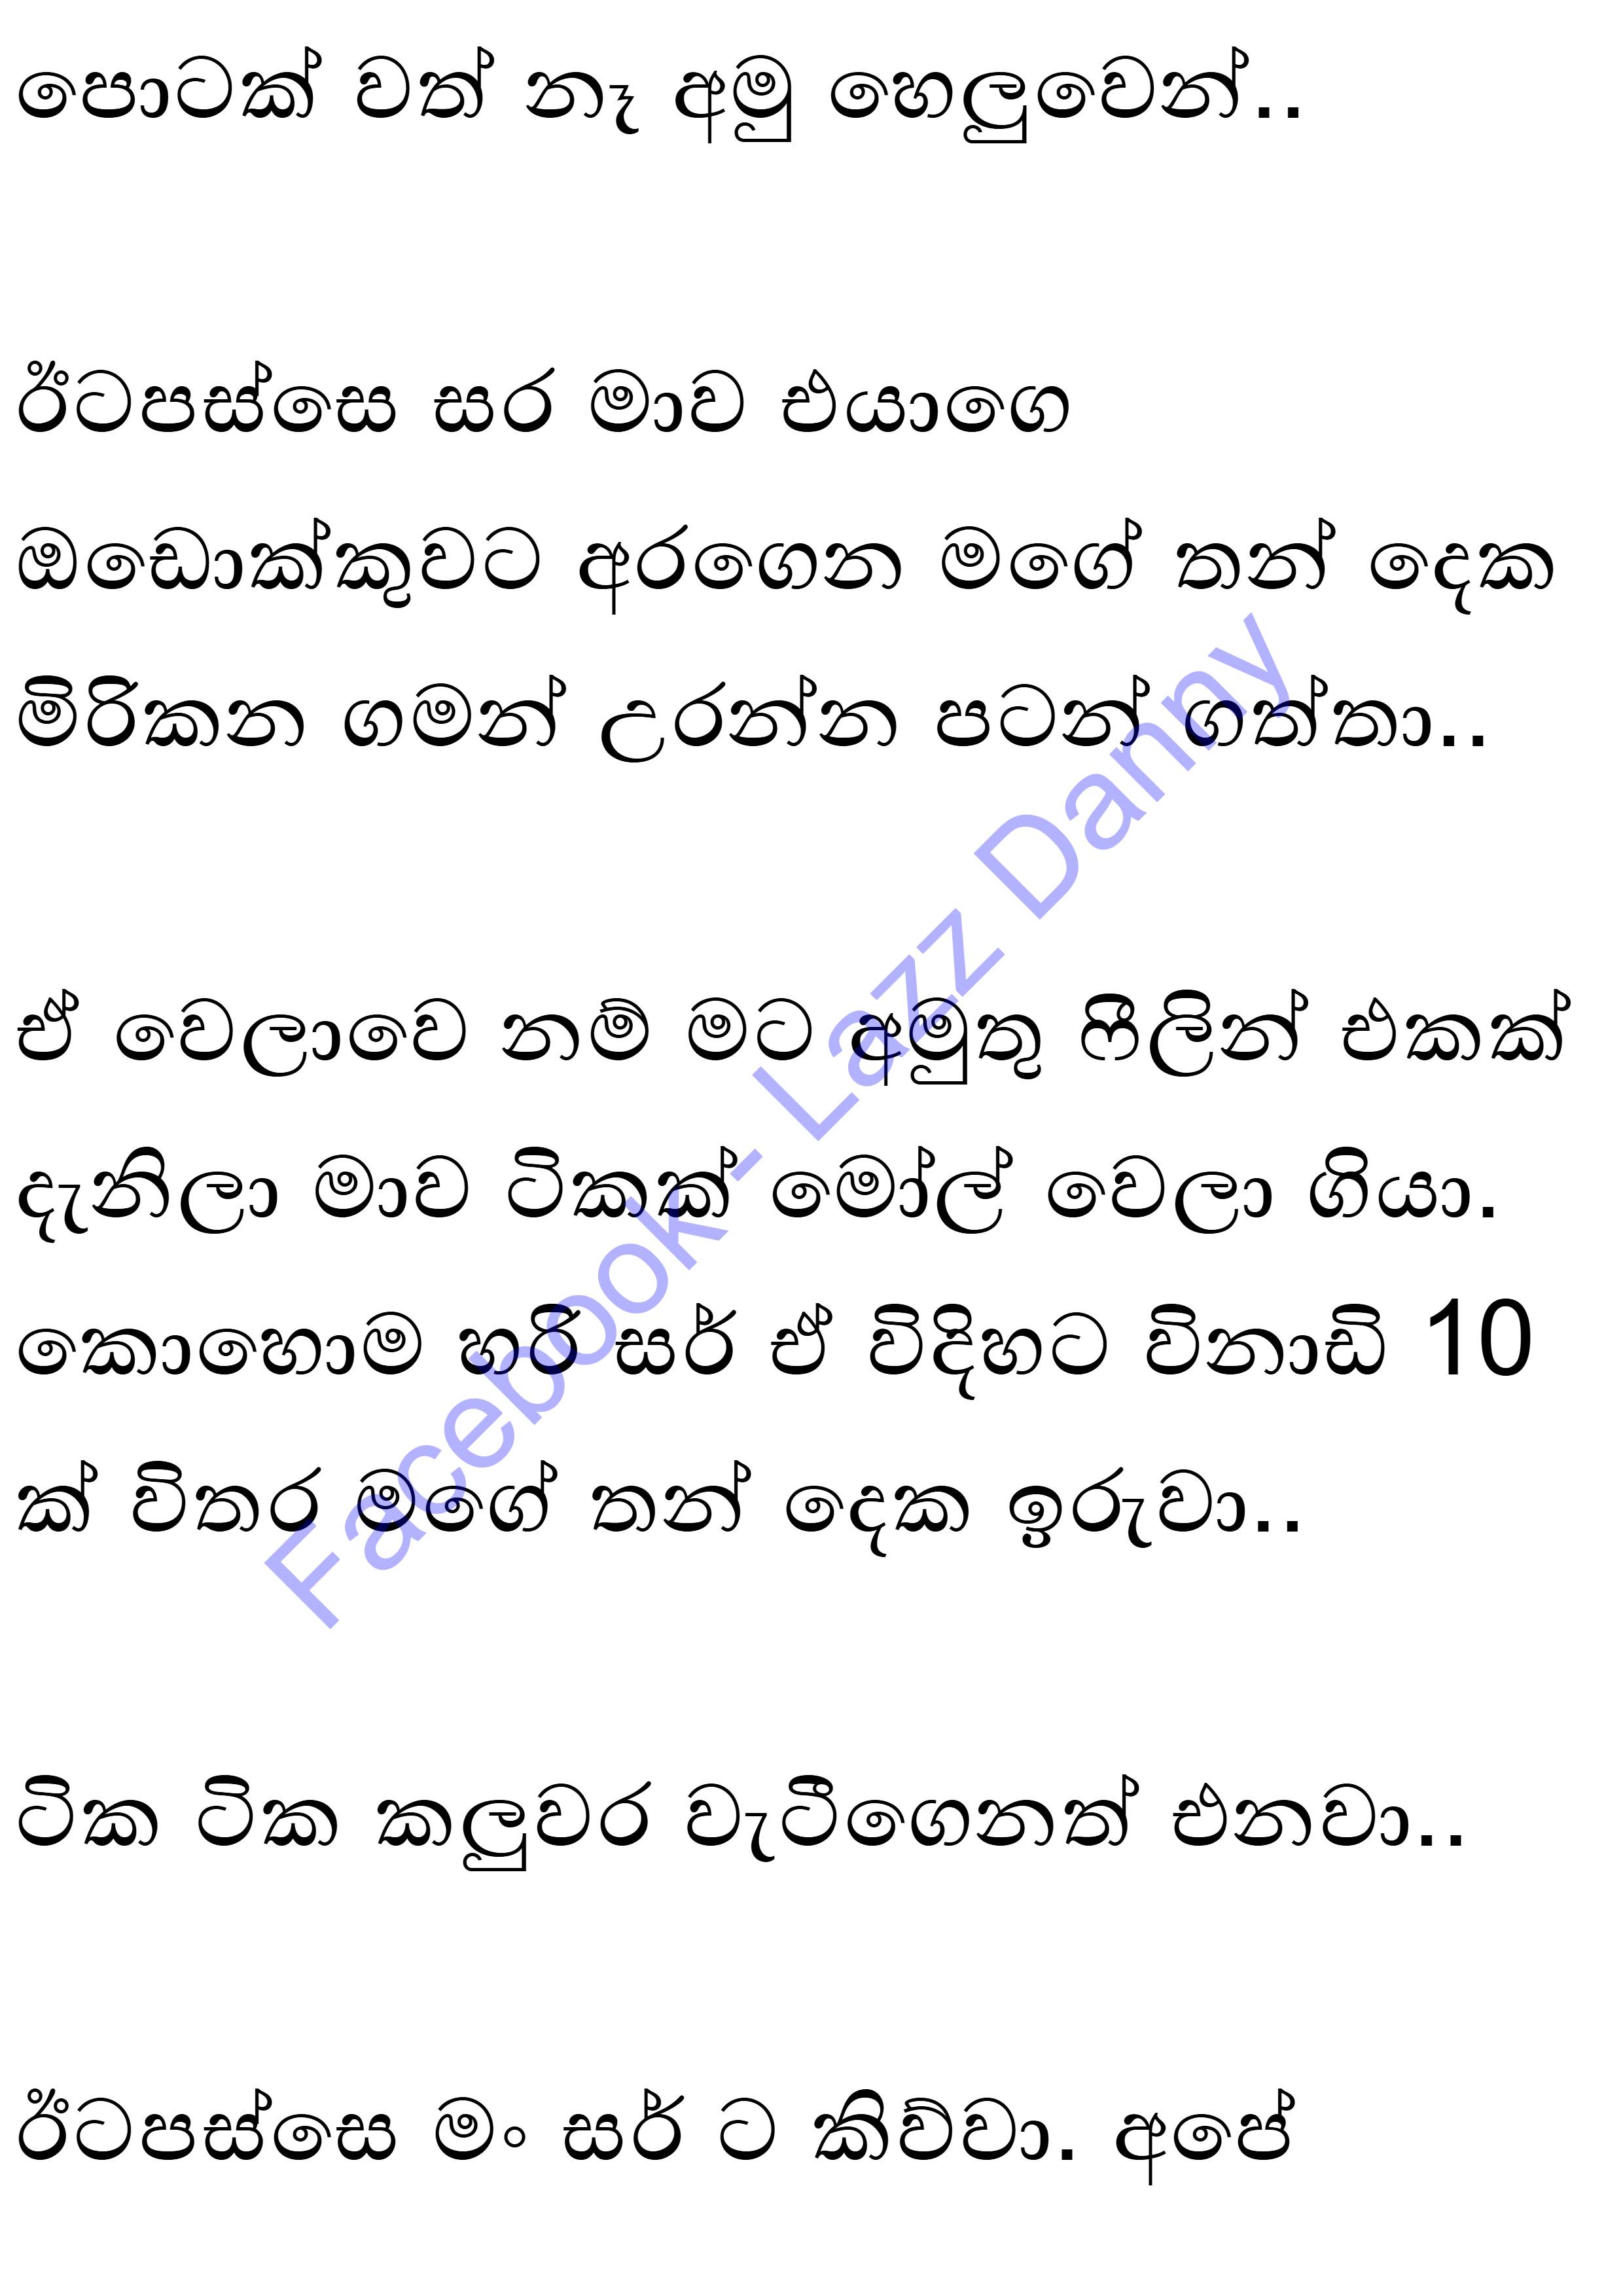 පොටක් වත් නෑ අමු හෙලුවෙන්..
ඊටපස්සෙ සර මාව එයාගෙ
ඔඩොක්කුවට අරගෙන මගේ තන් දෙක
මිරිකන ගමන් උරන්න පටන් ගත්තා..
ඒ වෙලාවෙ නම් මට අමුතු ෆීලින් එකක්
දැනිලා මාව ටිකක් මෝල් වෙලා ගියා.
කොහොම හරි සර් ඒ විදිහට විනාඩි 10
ක් විතර මගේ තන් දෙක ඉරුවා..
ටික ටික කලුවර වැටීගෙනත් එනවා..
ඊටපස්සෙ මං සර් ට කිව්වා. අපේ
Facebook - Lazz Danny